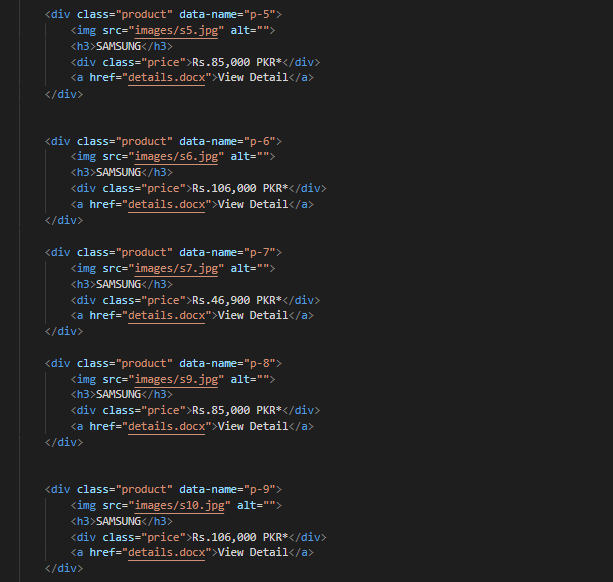 <div class="product" data-name="p-5">
<img src="images/s5.jpg" alt="">
<h3>SAMSUNG</h3>
<div class="price">Rs.85,000 PKR*</div>
<a href="details.docx">View Detail</a>
</div>
<div class="product" data-name="p-6">
<img src="images/s6.jpg" alt="">
<h3>SAMSUNG</h3>
<div class="price">Rs.106,000 PKR*</div>
<a href="details.docx">View Detail</a>
</div>
<div class="product" data-name="p-7">
<img src="images/s7.jpg" alt="">
<h3>SAMSUNG</h3>
<div class="price">Rs.46,900 PKR*</div>
<a href="details.docx">View Detail</a>
</div>
<div class="product" data-name="p-8">
<img src="images/s9.jpg" alt="">
<h3>SAMSUNG</h3>
<div class="price">Rs.85,000 PKR*</div>
<a href="details.docx">View Detail</a>
</div>
<div class="product" data-name="p-9">
<img src="images/s10.jpg" alt="">
<h3>SAMSUNG</h3>
<div class="price">Rs.106,000 PKR*</div>
<a href="details.docx">View Detail</a>
</div>